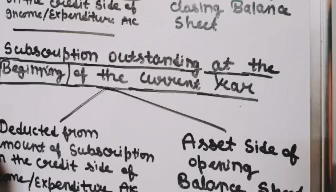 on the credit side of
Income/Expenditure A/c
closing Balance
Sheet
Subscription outstanding at the
Beginning of the current Year
Deducted from
amount of Subscription
on the credit side of
Income/Expenditure A/c
Asset side of
opening
Balance Sheet